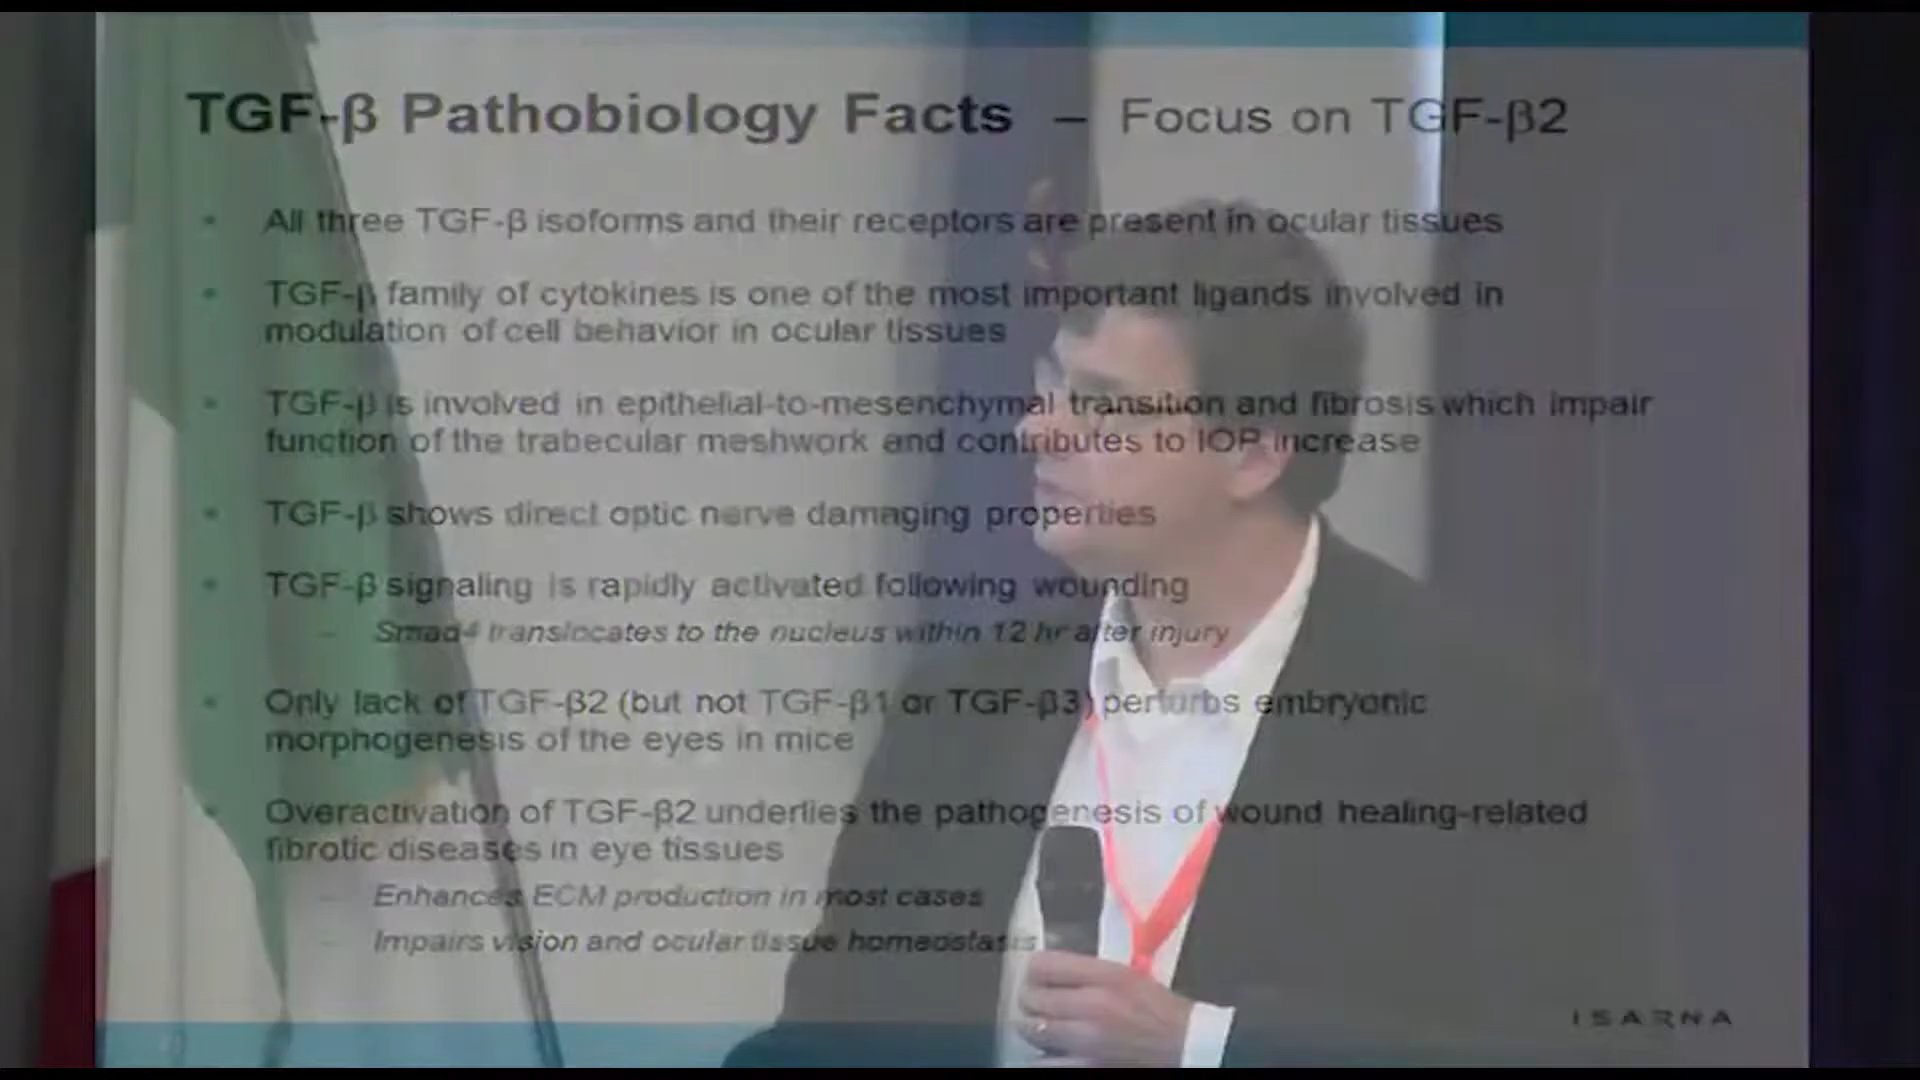 TGF-β Pathobiology Facts – Focus on TGF-β2
• All three TGF-β isoforms and their receptors are present in ocular tissues
• TGF-β family of cytokines is one of the most important ligands involved in
modulation of cell behavior in ocular tissues
• TGF-β is involved in epithelial-to-mesenchymal transition and fibrosis which impair
function of the trabecular meshwork and contributes to IOP increase
• TGF-β shows direct optic nerve damaging properties
• TGF-β signaling is rapidly activated following wounding
– Smad4 translocates to the nucleus within 12 hr after injury
• Only lack of TGF-β2 (but not TGF-β1 or TGF-β3) perturbs embryonic
morphogenesis of the eyes in mice
• Overactivation of TGF-β2 underlies the pathogenesis of wound healing-related
fibrotic diseases in eye tissues
– Enhances ECM production in most cases
– Impairs vision and ocular tissue homeostasis
ISARNA